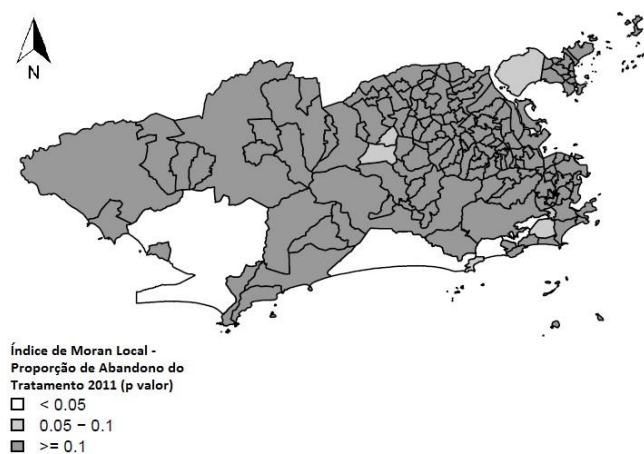 N
Índice de Moran Local -
Proporção de Abandono do
Tratamento 2011 (p valor)
< 0.05
0.05 − 0.1
>= 0.1